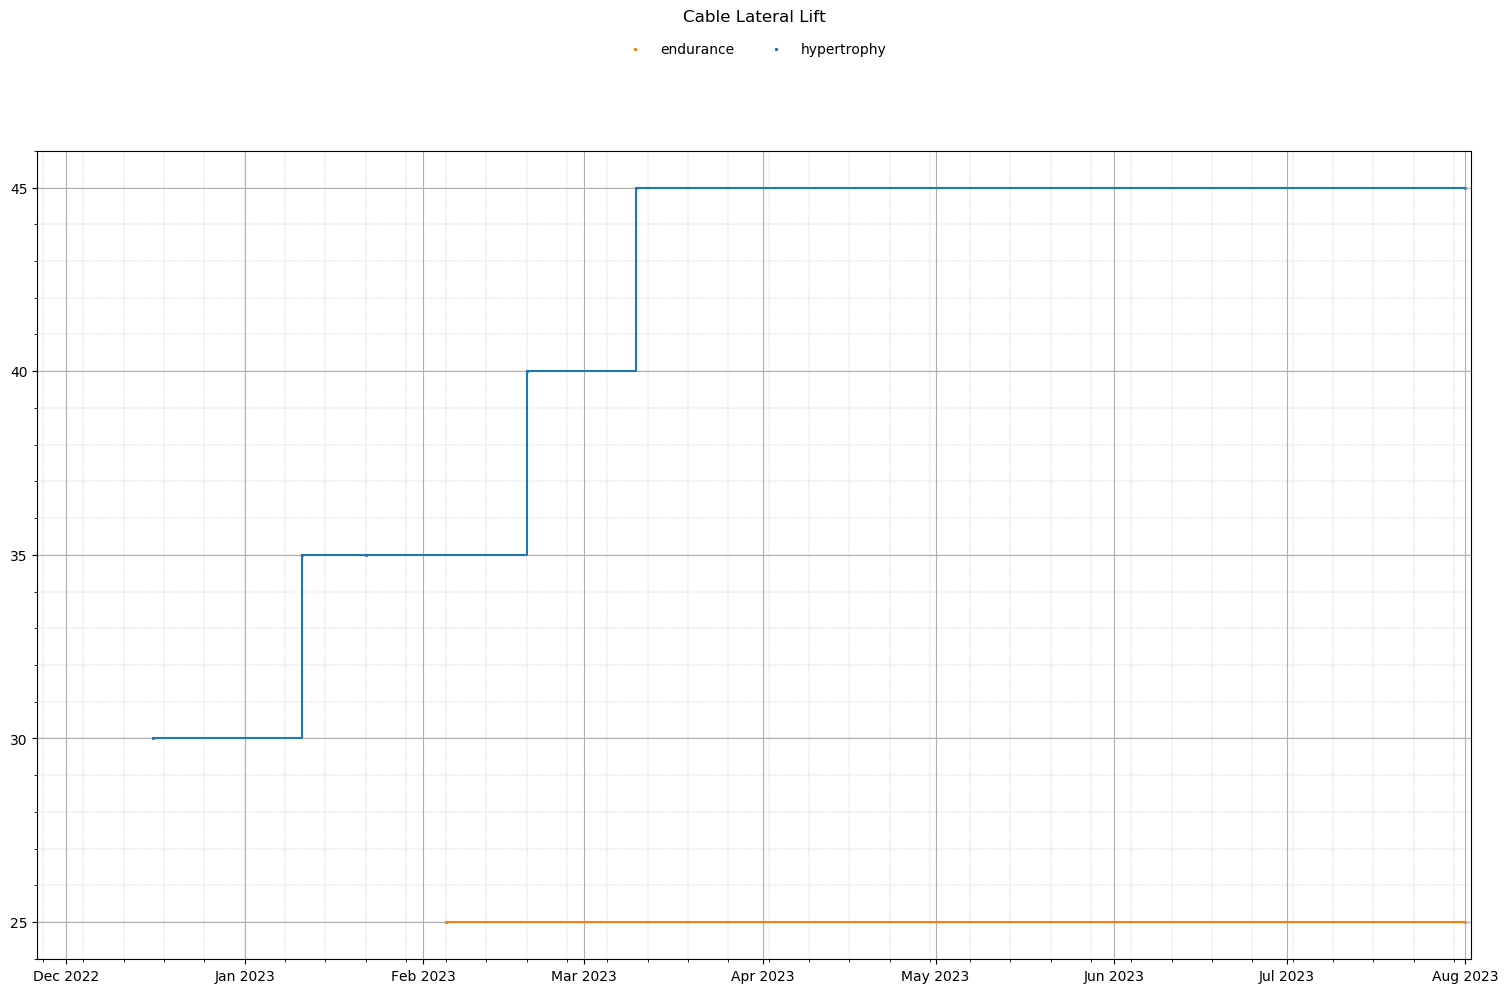 Cable Lateral Lift
endurance hypertrophy
45
40
35
30
25
Dec 2022 Jan 2023 Feb 2023 Mar 2023 Apr 2023 May 2023 Jun 2023 Jul 2023 Aug 2023